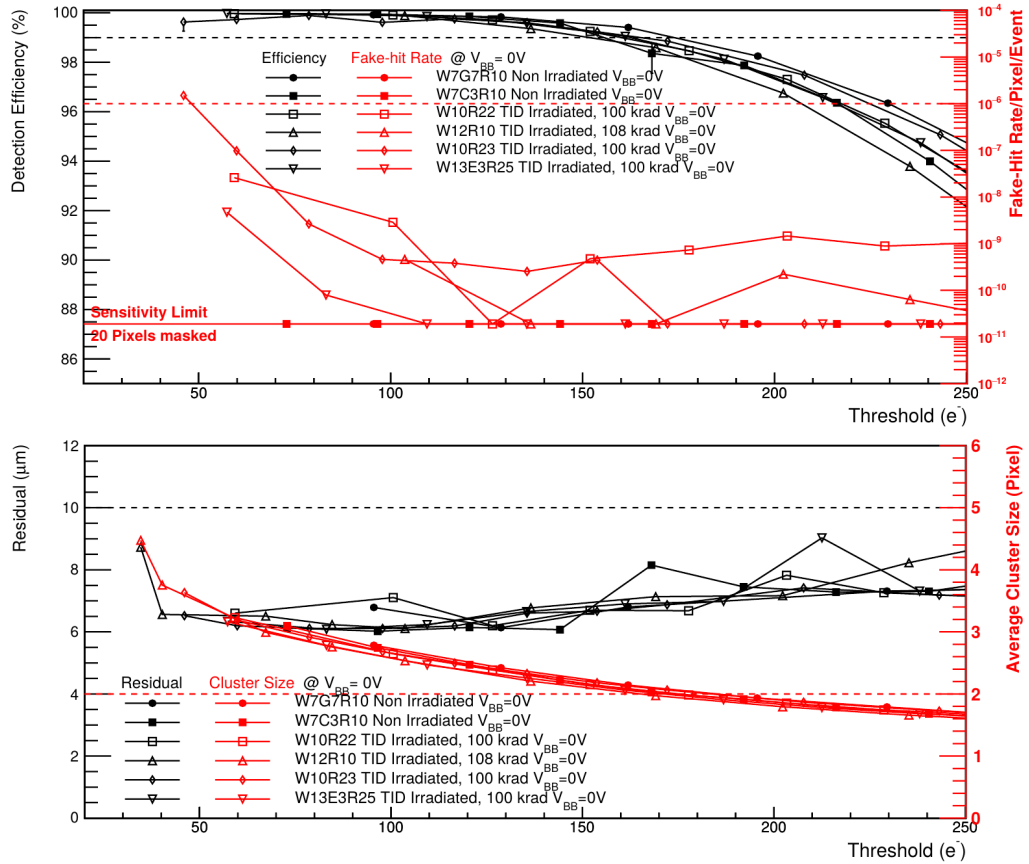 Detection Efficiency (%)
100
98
96
94
92
90
88
86
Efficiency Fake-hit Rate @ V_BB = 0V
W7G7R10 Non Irradiated V_BB=0V
W7C3R10 Non Irradiated V_BB=0V
W10R22 TID Irradiated, 100 krad V_BB=0V
W12R10 TID Irradiated, 108 krad V_BB=0V
W10R23 TID Irradiated, 100 krad V_BB=0V
W13E3R25 TID Irradiated, 100 krad V_BB=0V
Sensitivity Limit
20 Pixels masked
10⁻⁴
10⁻⁵
10⁻⁶
10⁻⁷
10⁻⁸
10⁻⁹
10⁻¹⁰
10⁻¹¹
10⁻¹²
Fake-Hit Rate/Pixel/Event
50 100 150 200 250
Threshold (e⁻)
Residual (μm)
12
10
8
6
4
2
0
Residual Cluster Size @ V_BB = 0V
W7G7R10 Non Irradiated V_BB=0V
W7C3R10 Non Irradiated V_BB=0V
W10R22 TID Irradiated, 100 krad V_BB=0V
W12R10 TID Irradiated, 108 krad V_BB=0V
W10R23 TID Irradiated, 100 krad V_BB=0V
W13E3R25 TID Irradiated, 100 krad V_BB=0V
6
5
4
3
2
1
0
Average Cluster Size (Pixel)
50 100 150 200 250
Threshold (e⁻)